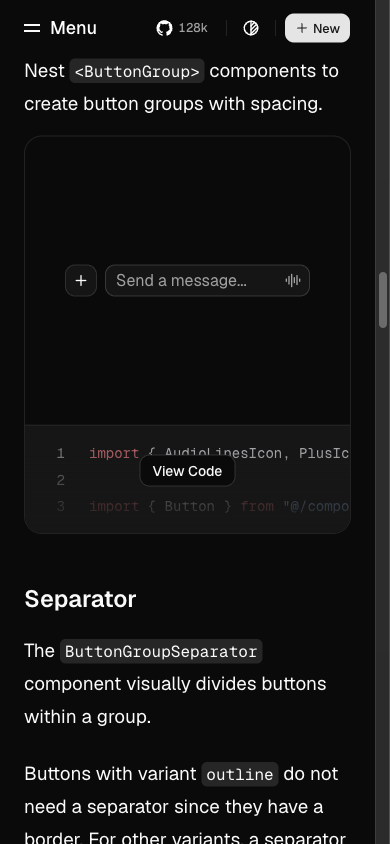 Menu
128k
New
Nest <ButtonGroup> components to
create button groups with spacing.
Send a message...
1 import { AudioLinesIcon, PlusIc
View Code
2
3 import { Button } from "@/compo
Separator
The ButtonGroupSeparator
component visually divides buttons
within a group.
Buttons with variant outline do not
need a separator since they have a
border. For other variants, a separator